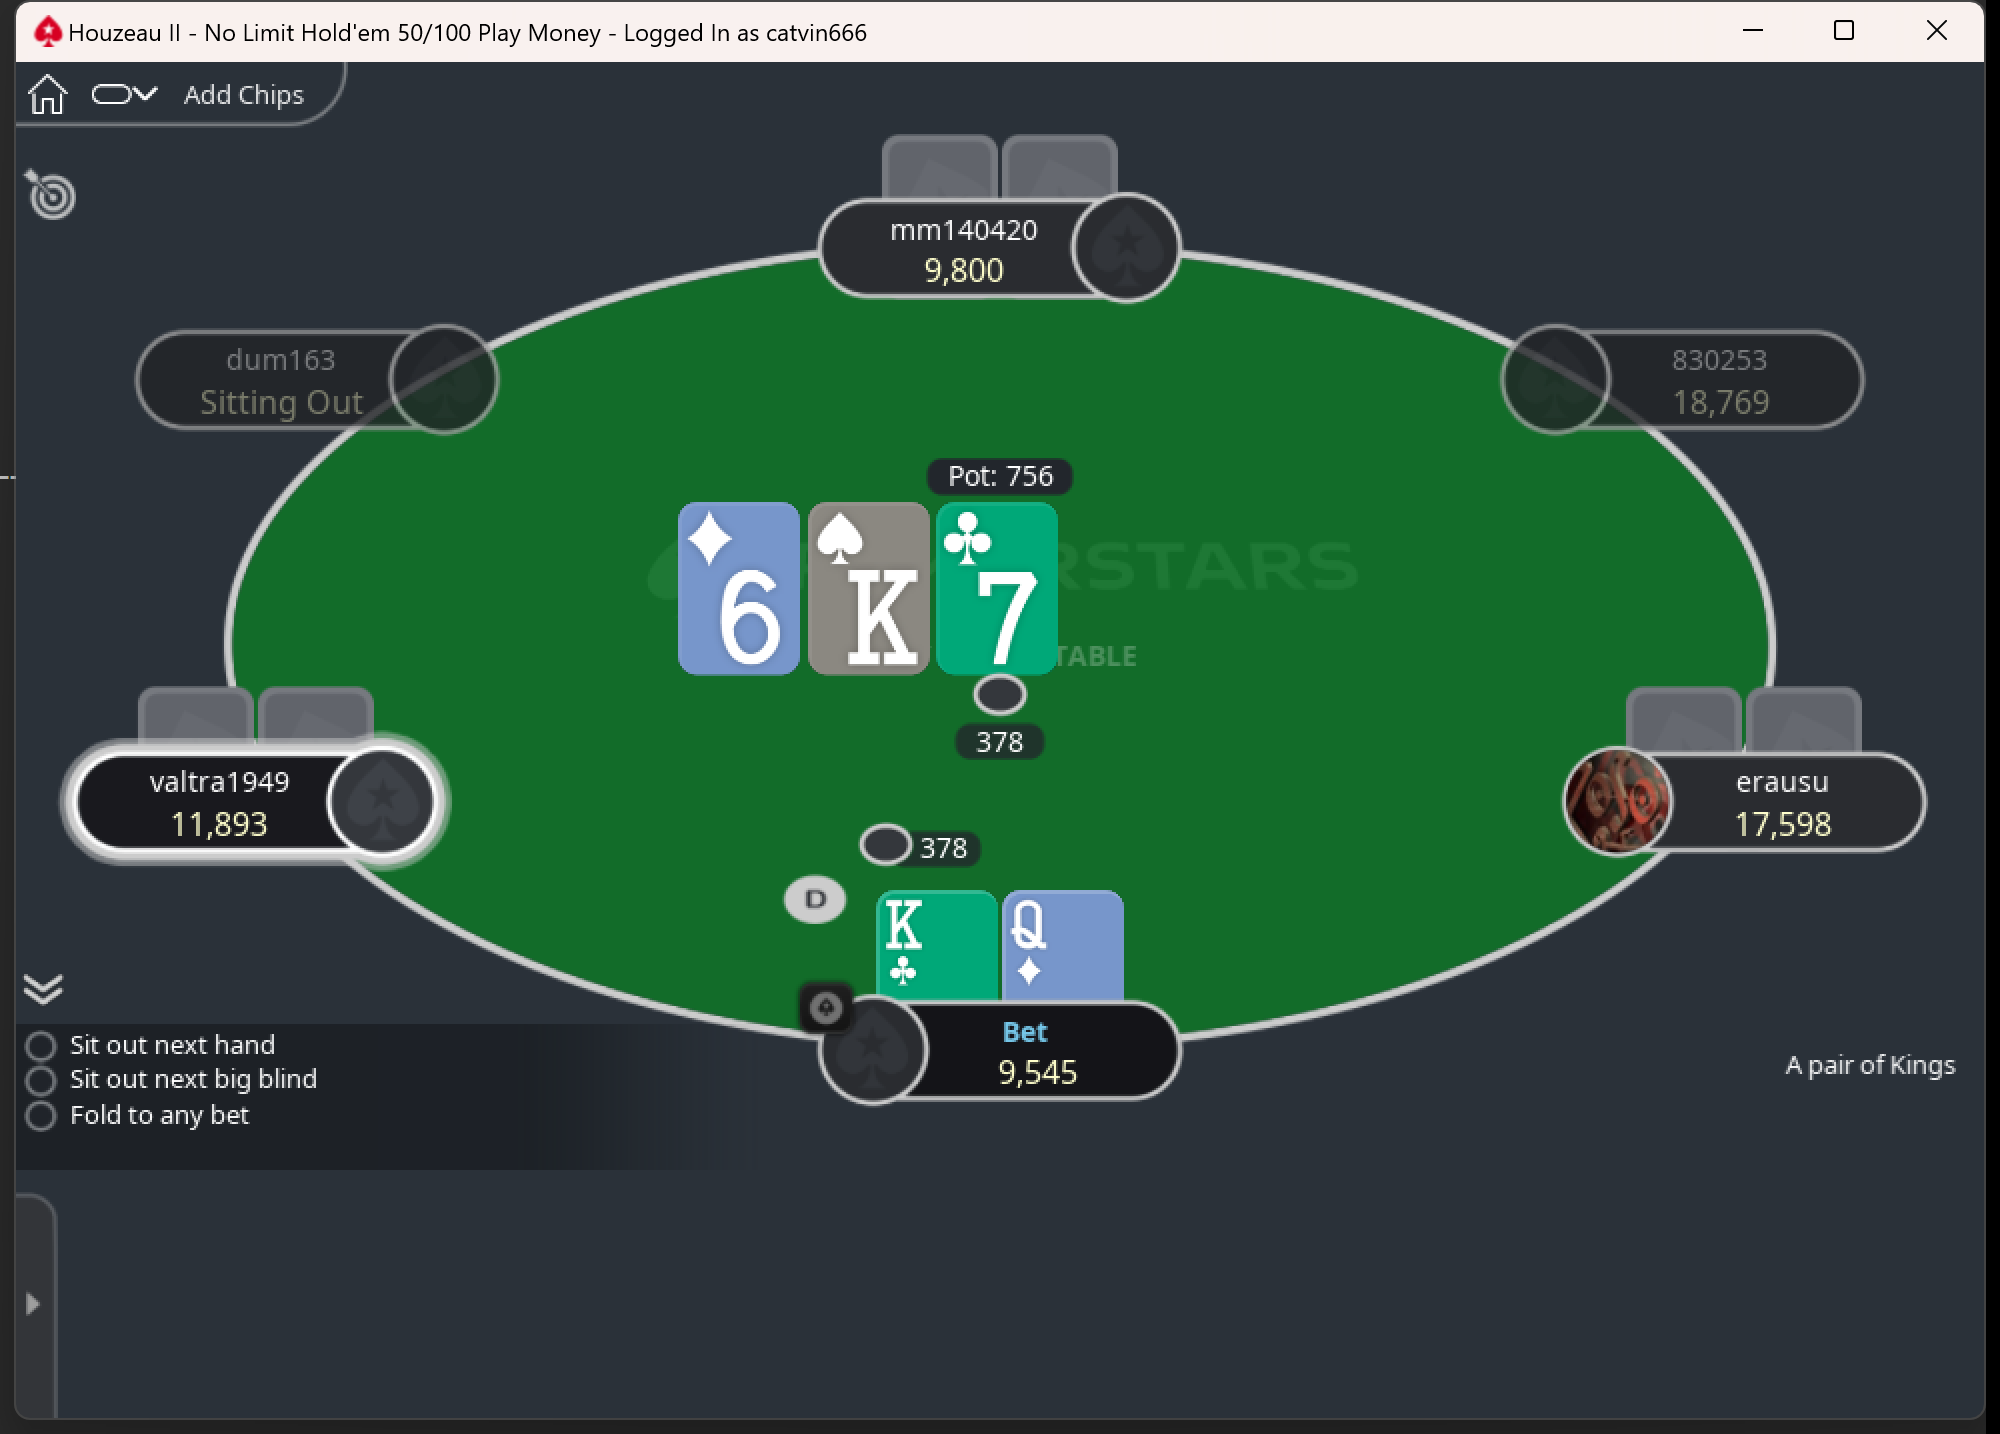 Houzeau II - No Limit Hold'em 50/100 Play Money - Logged In as catvin666
Add Chips
mm140420
9,800
dum163
Sitting Out
830253
18,769
Pot: 756
6 K 7
RSTARS
TABLE
378
valtra1949
11,893
erausu
17,598
378
D
K Q
Bet
9,545
Sit out next hand
Sit out next big blind
Fold to any bet
A pair of Kings